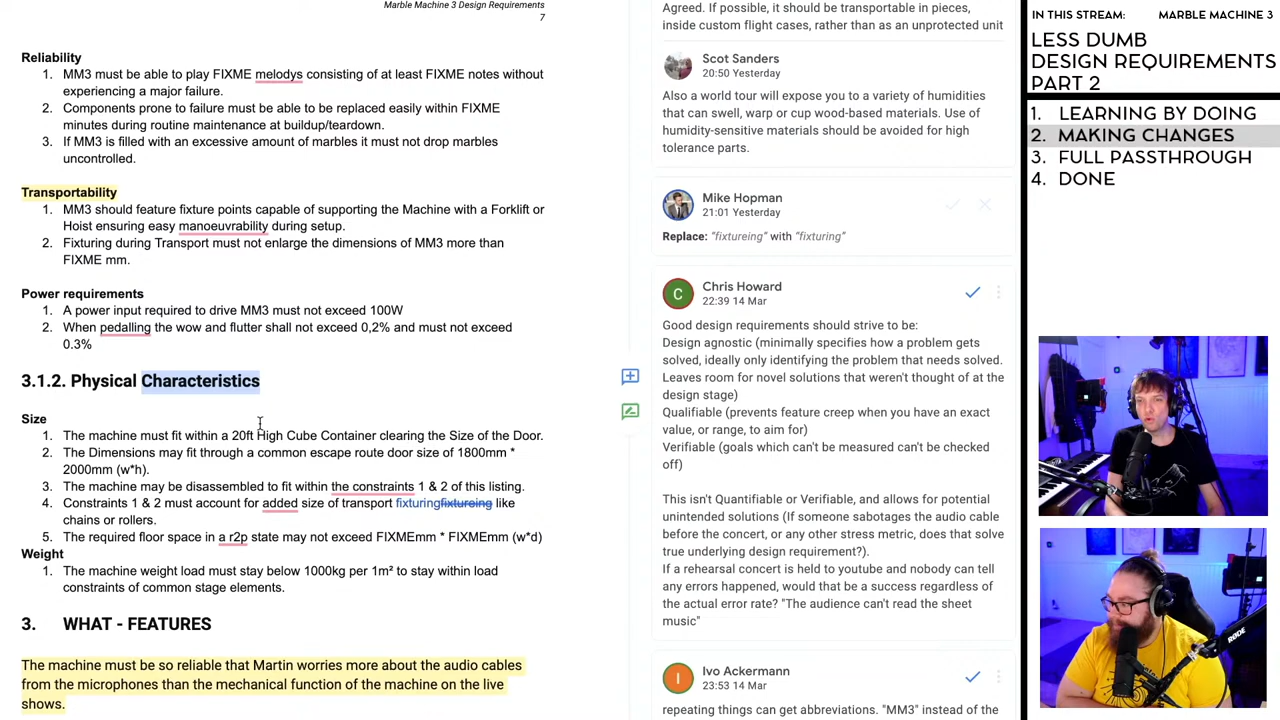 Marble Machine 3 Design Requirements
7
Reliability
1. MM3 must be able to play FIXME melodys consisting of at least FIXME notes without
experiencing a major failure.
2. Components prone to failure must be able to be replaced easily within FIXME
minutes during routine maintenance at buildup/teardown.
3. If MM3 is filled with an excessive amount of marbles it must not drop marbles
uncontrolled.
Transportability
1. MM3 should feature fixture points capable of supporting the Machine with a Forklift or
Hoist ensuring easy manoeuvrability during setup.
2. Fixturing during Transport must not enlarge the dimensions of MM3 more than
FIXME mm.
Power requirements
1. A power input required to drive MM3 must not exceed 100W
2. When pedalling the wow and flutter shall not exceed 0,2% and must not exceed
0.3%
3.1.2. Physical Characteristics
Size
1. The machine must fit within a 20ft High Cube Container clearing the Size of the Door.
2. The Dimensions may fit through a common escape route door size of 1800mm *
2000mm (w*h).
3. The machine may be disassembled to fit within the constraints 1 & 2 of this listing.
4. Constraints 1 & 2 must account for added size of transport fixturingfixtureing like
chains or rollers.
5. The required floor space in a r2p state may not exceed FIXMEmm * FIXMEmm (w*d)
Weight
1. The machine weight load must stay below 1000kg per 1m² to stay within load
constraints of common stage elements.
3. WHAT - FEATURES
The machine must be so reliable that Martin worries more about the audio cables
from the microphones than the mechanical function of the machine on the live
shows.
Agreed. If possible, it should be transportable in pieces,
inside custom flight cases, rather than as an unprotected unit
Scot Sanders
20:50 Yesterday
Also a world tour will expose you to a variety of humidities
that can swell, warp or cup wood-based materials. Use of
humidity-sensitive materials should be avoided for high
tolerance parts.
Mike Hopman
21:01 Yesterday
Replace: "fixtureing" with "fixturing"
C
Chris Howard
22:39 14 Mar
Good design requirements should strive to be:
Design agnostic (minimally specifies how a problem gets
solved, ideally only identifying the problem that needs solved.
Leaves room for novel solutions that weren't thought of at the
design stage)
Qualifiable (prevents feature creep when you have an exact
value, or range, to aim for)
Verifiable (goals which can't be measured can't be checked
off)
This isn't Quantifiable or Verifiable, and allows for potential
unintended solutions (If someone sabotages the audio cable
before the concert, or any other stress metric, does that solve
true underlying design requirement?).
If a rehearsal concert is held to youtube and nobody can tell
any errors happened, would that be a success regardless of
the actual error rate? "The audience can't read the sheet
music"
I
Ivo Ackermann
23:53 14 Mar
repeating things can get abbreviations. "MM3" instead of the
IN THIS STREAM: MARBLE MACHINE 3
LESS DUMB
DESIGN REQUIREMENTS
PART 2
1. LEARNING BY DOING
2. MAKING CHANGES
3. FULL PASSTHROUGH
4. DONE
RØDE